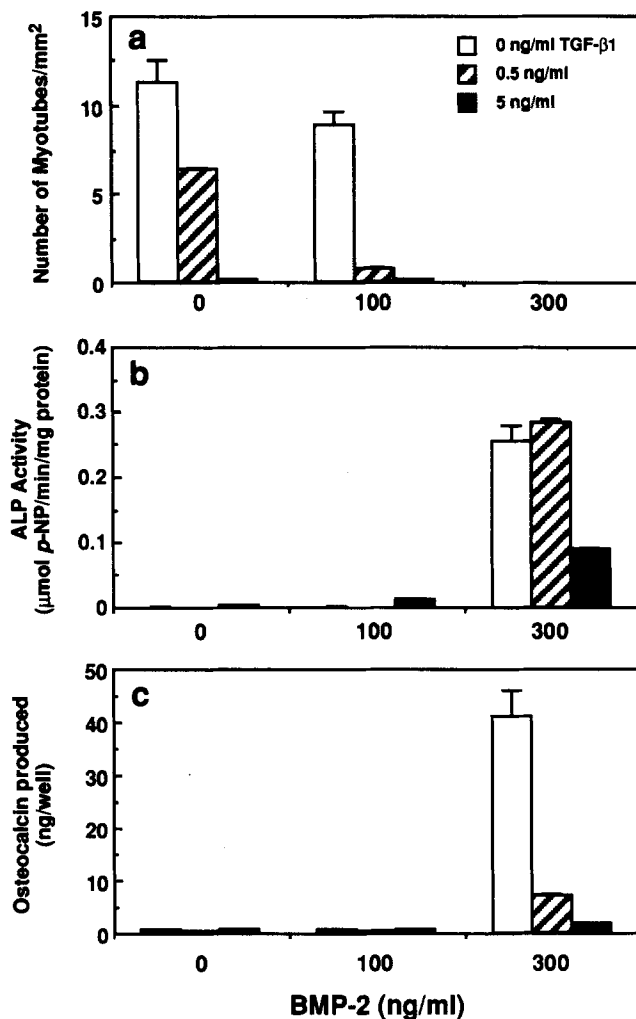 a
0 ng/ml TGF-β1
0.5 ng/ml
5 ng/ml
15
10
5
0
Number of Myotubes/mm²
0 100 300
b
0.4
0.3
0.2
0.1
0
ALP Activity
(μmol p-NP/min/mg protein)
0 100 300
c
50
40
30
20
10
0
Osteocalcin produced
(ng/well)
0 100 300
BMP-2 (ng/ml)